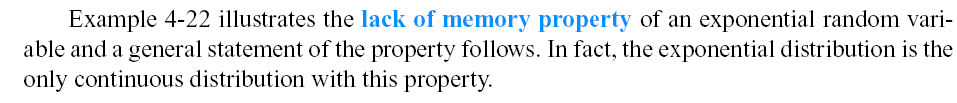 Example 4-22 illustrates the lack of memory property of an exponential random vari-
able and a general statement of the property follows. In fact, the exponential distribution is the
only continuous distribution with this property.